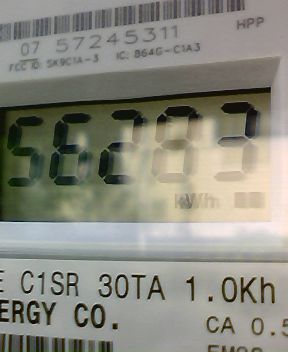 HPP
07 57245311
FCC ID: SK9C1A-3 IC: 864G-C1A3
56283
kWh
E C1SR 30TA 1.0Kh
ERGY CO.
CA 0.5